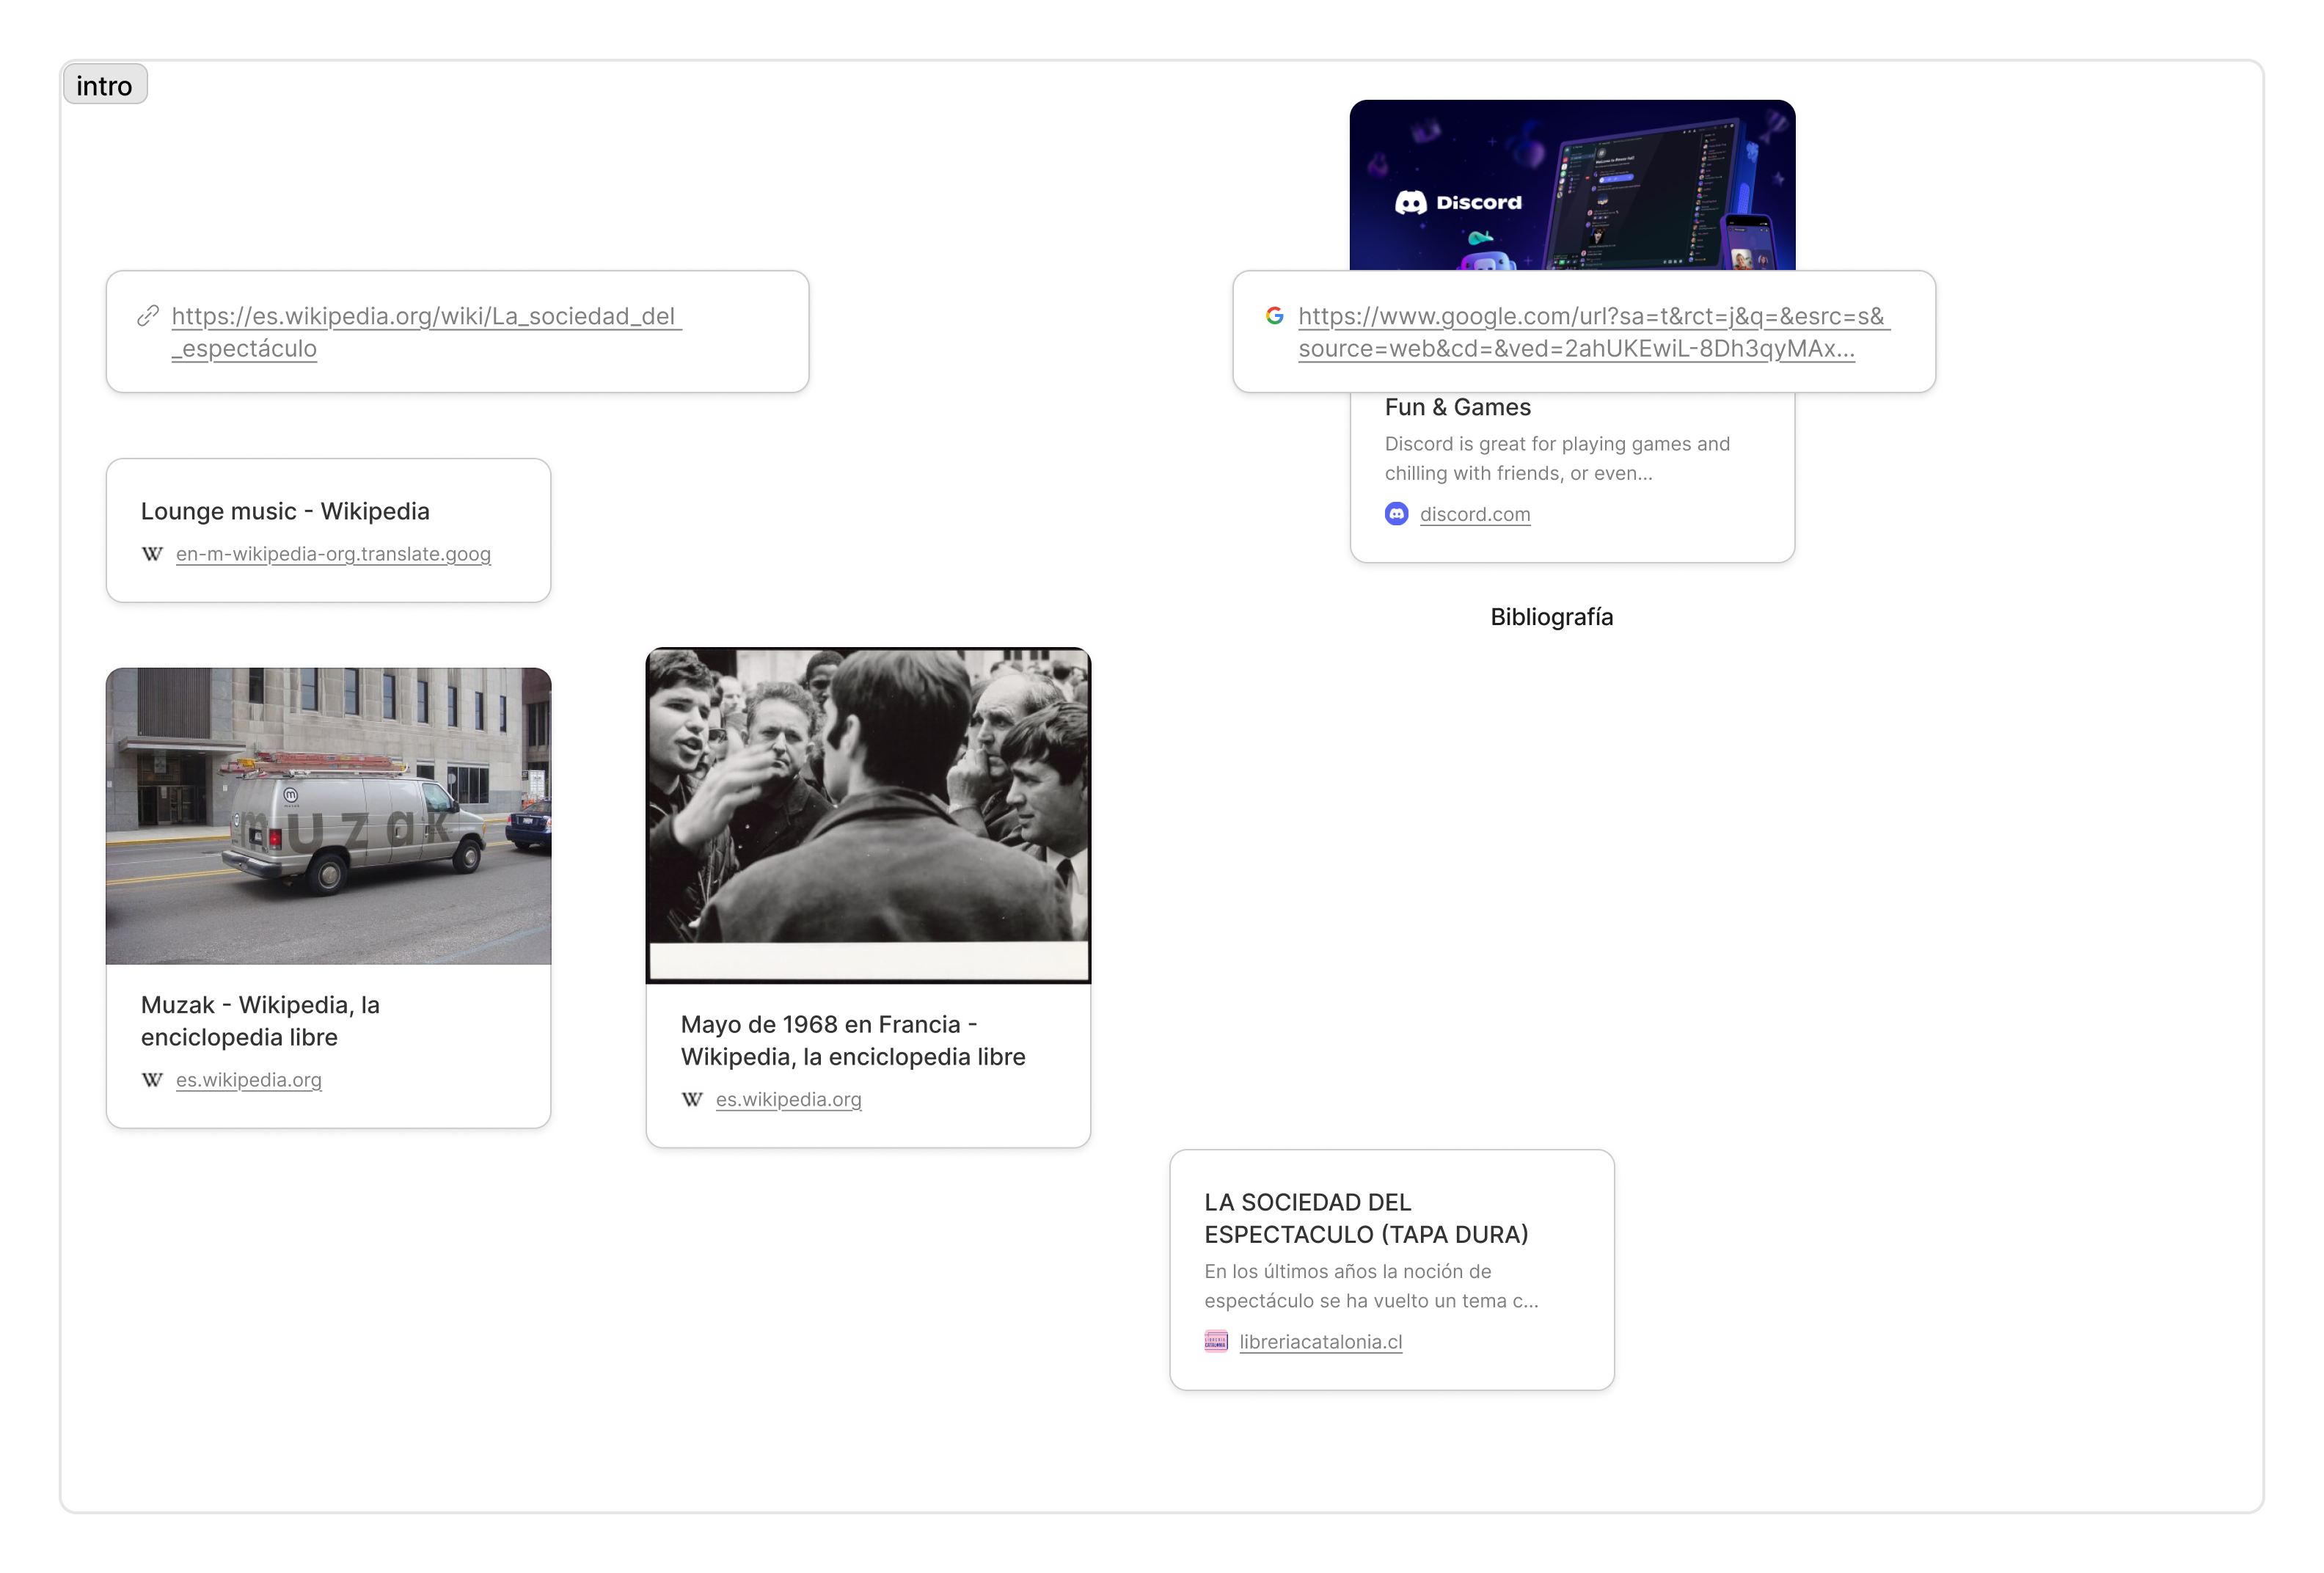 intro
Discord
https://es.wikipedia.org/wiki/La_sociedad_del
_espectáculo
https://www.google.com/url?sa=t&rct=j&q=&esrc=s&
source=web&cd=&ved=2ahUKEwiL-8Dh3qyMAx...
Fun & Games
Discord is great for playing games and
chilling with friends, or even...
discord.com
Lounge music - Wikipedia
en-m-wikipedia-org.translate.goog
Bibliografía
muzak
Muzak - Wikipedia, la
enciclopedia libre
es.wikipedia.org
Mayo de 1968 en Francia -
Wikipedia, la enciclopedia libre
es.wikipedia.org
LA SOCIEDAD DEL
ESPECTACULO (TAPA DURA)
En los últimos años la noción de
espectáculo se ha vuelto un tema c...
libreriacatalonia.cl